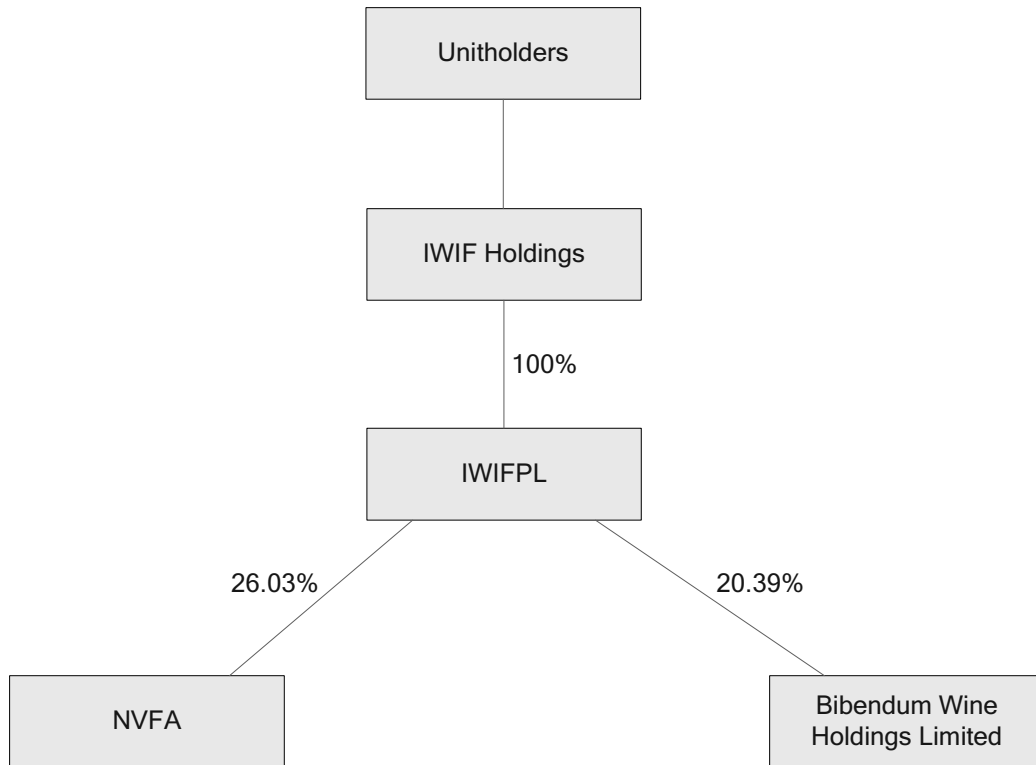 Unitholders
IWIF Holdings
100%
IWIFPL
26.03%
20.39%
NVFA
Bibendum Wine
Holdings Limited